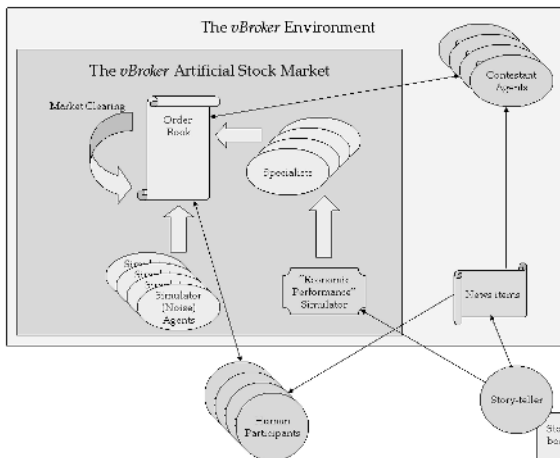 The vBroker Environment
The vBroker Artificial Stock Market
Market Clearing
Order
Book
Specialists
Contestant
Agents
Simulator
(Noise)
Agents
"Economic
Performance"
Simulator
News items
Human
Participants
Story-teller